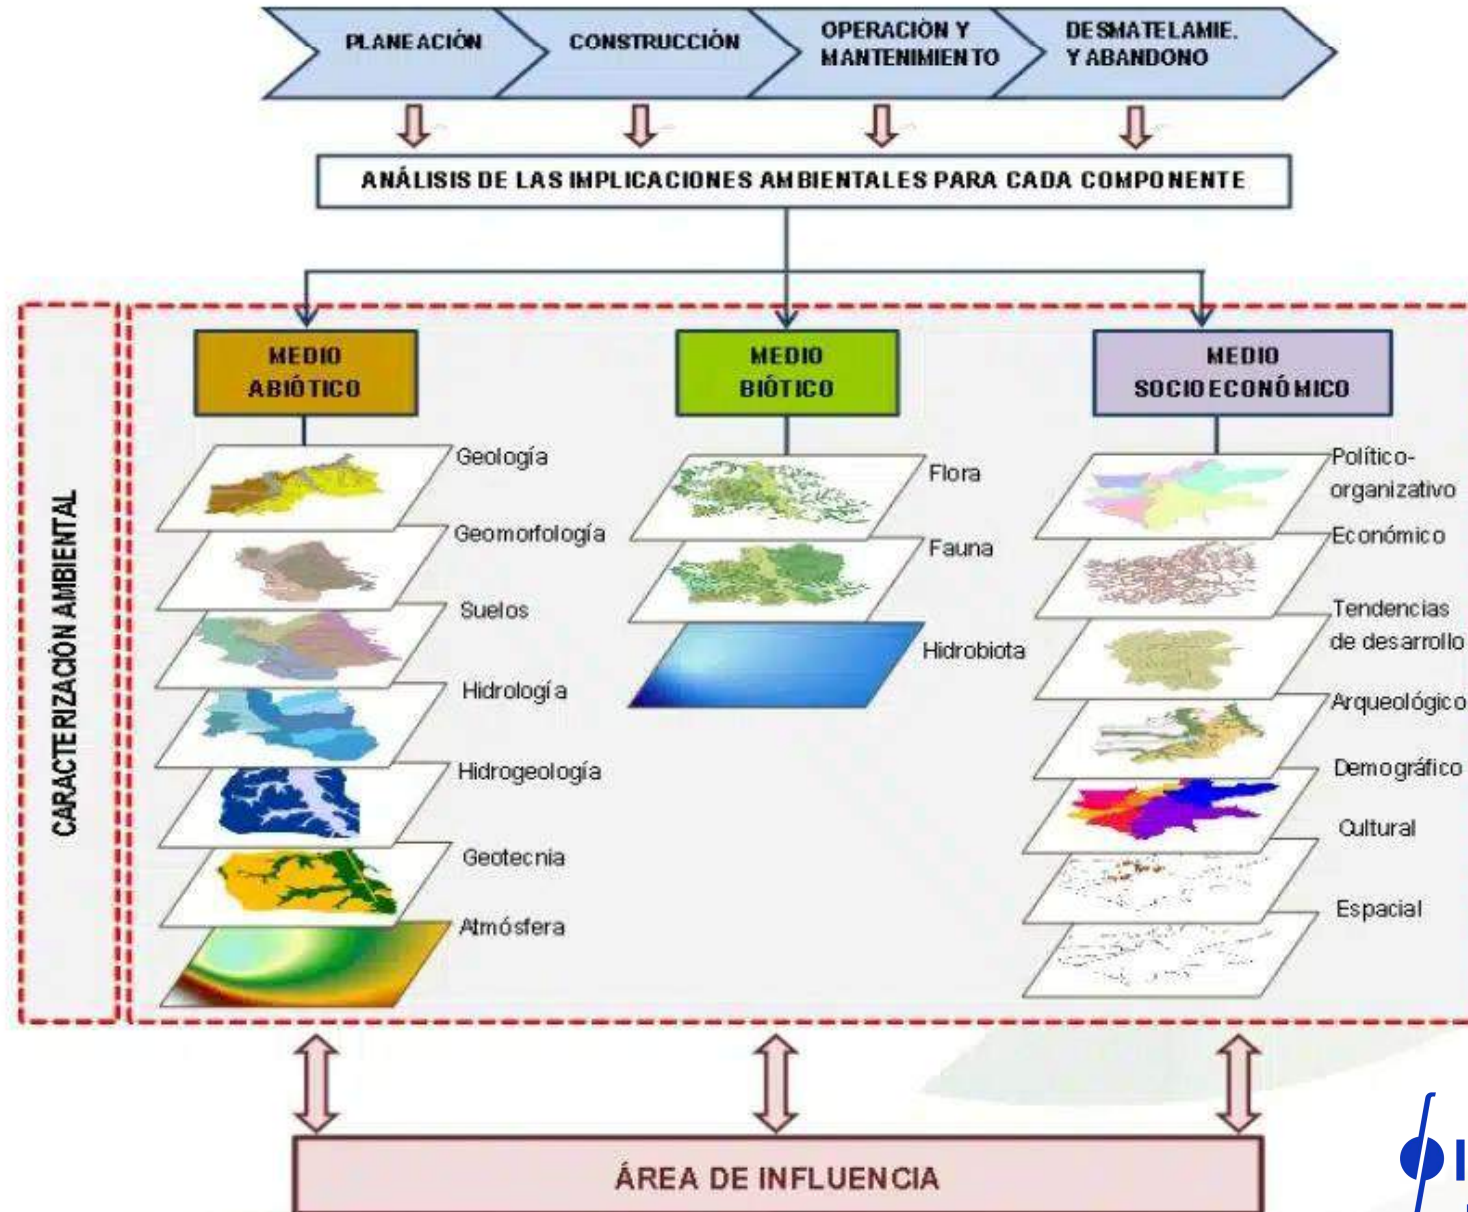 PLANEACIÓN
CONSTRUCCIÓN
OPERACIÓN Y
MANTENIMIENTO
DESMATELAMIE.
Y ABANDONO
ANÁLISIS DE LAS IMPLICACIONES AMBIENTALES PARA CADA COMPONENTE
CARACTERIZACIÓN AMBIENTAL
MEDIO
ABIÓTICO
Geología
Geomorfología
Suelos
Hidrología
Hidrogeología
Geotecnia
Atmósfera
MEDIO
BIÓTICO
Flora
Fauna
Hidrobiota
MEDIO
SOCIOECONÓMICO
Político-
organizativo
Económico
Tendencias
de desarrollo
Arqueológico
Demográfico
Cultural
Espacial
ÁREA DE INFLUENCIA